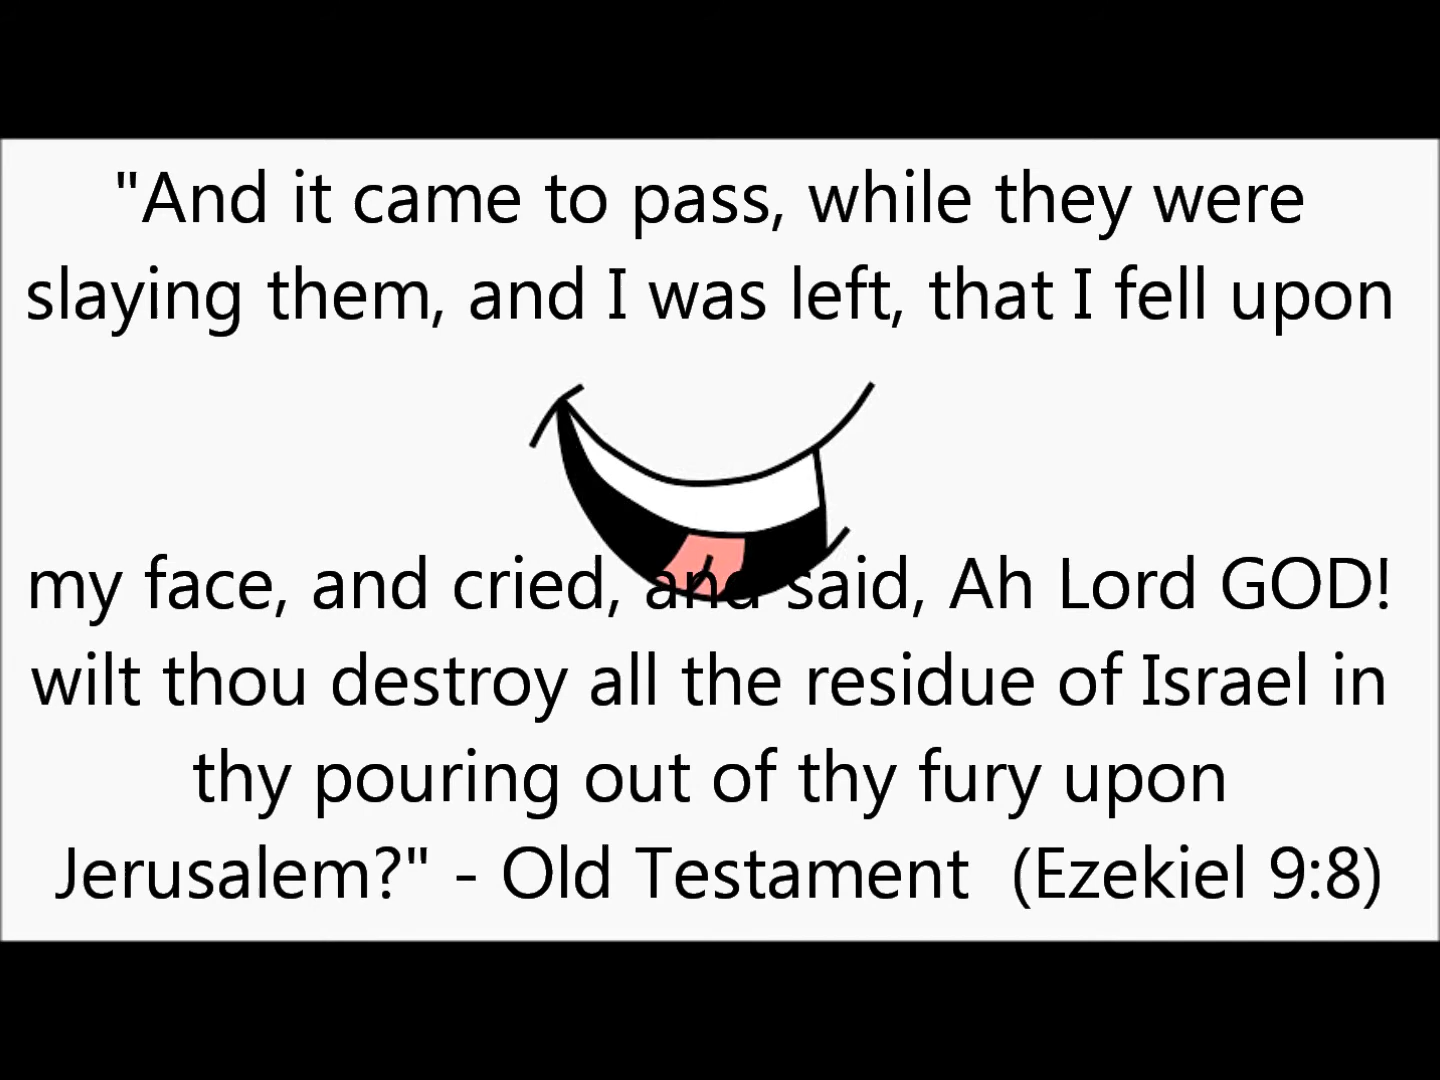 "And it came to pass, while they were
slaying them, and I was left, that I fell upon
my face, and cried, and said, Ah Lord GOD!
wilt thou destroy all the residue of Israel in
thy pouring out of thy fury upon
Jerusalem?" - Old Testament  (Ezekiel 9:8)